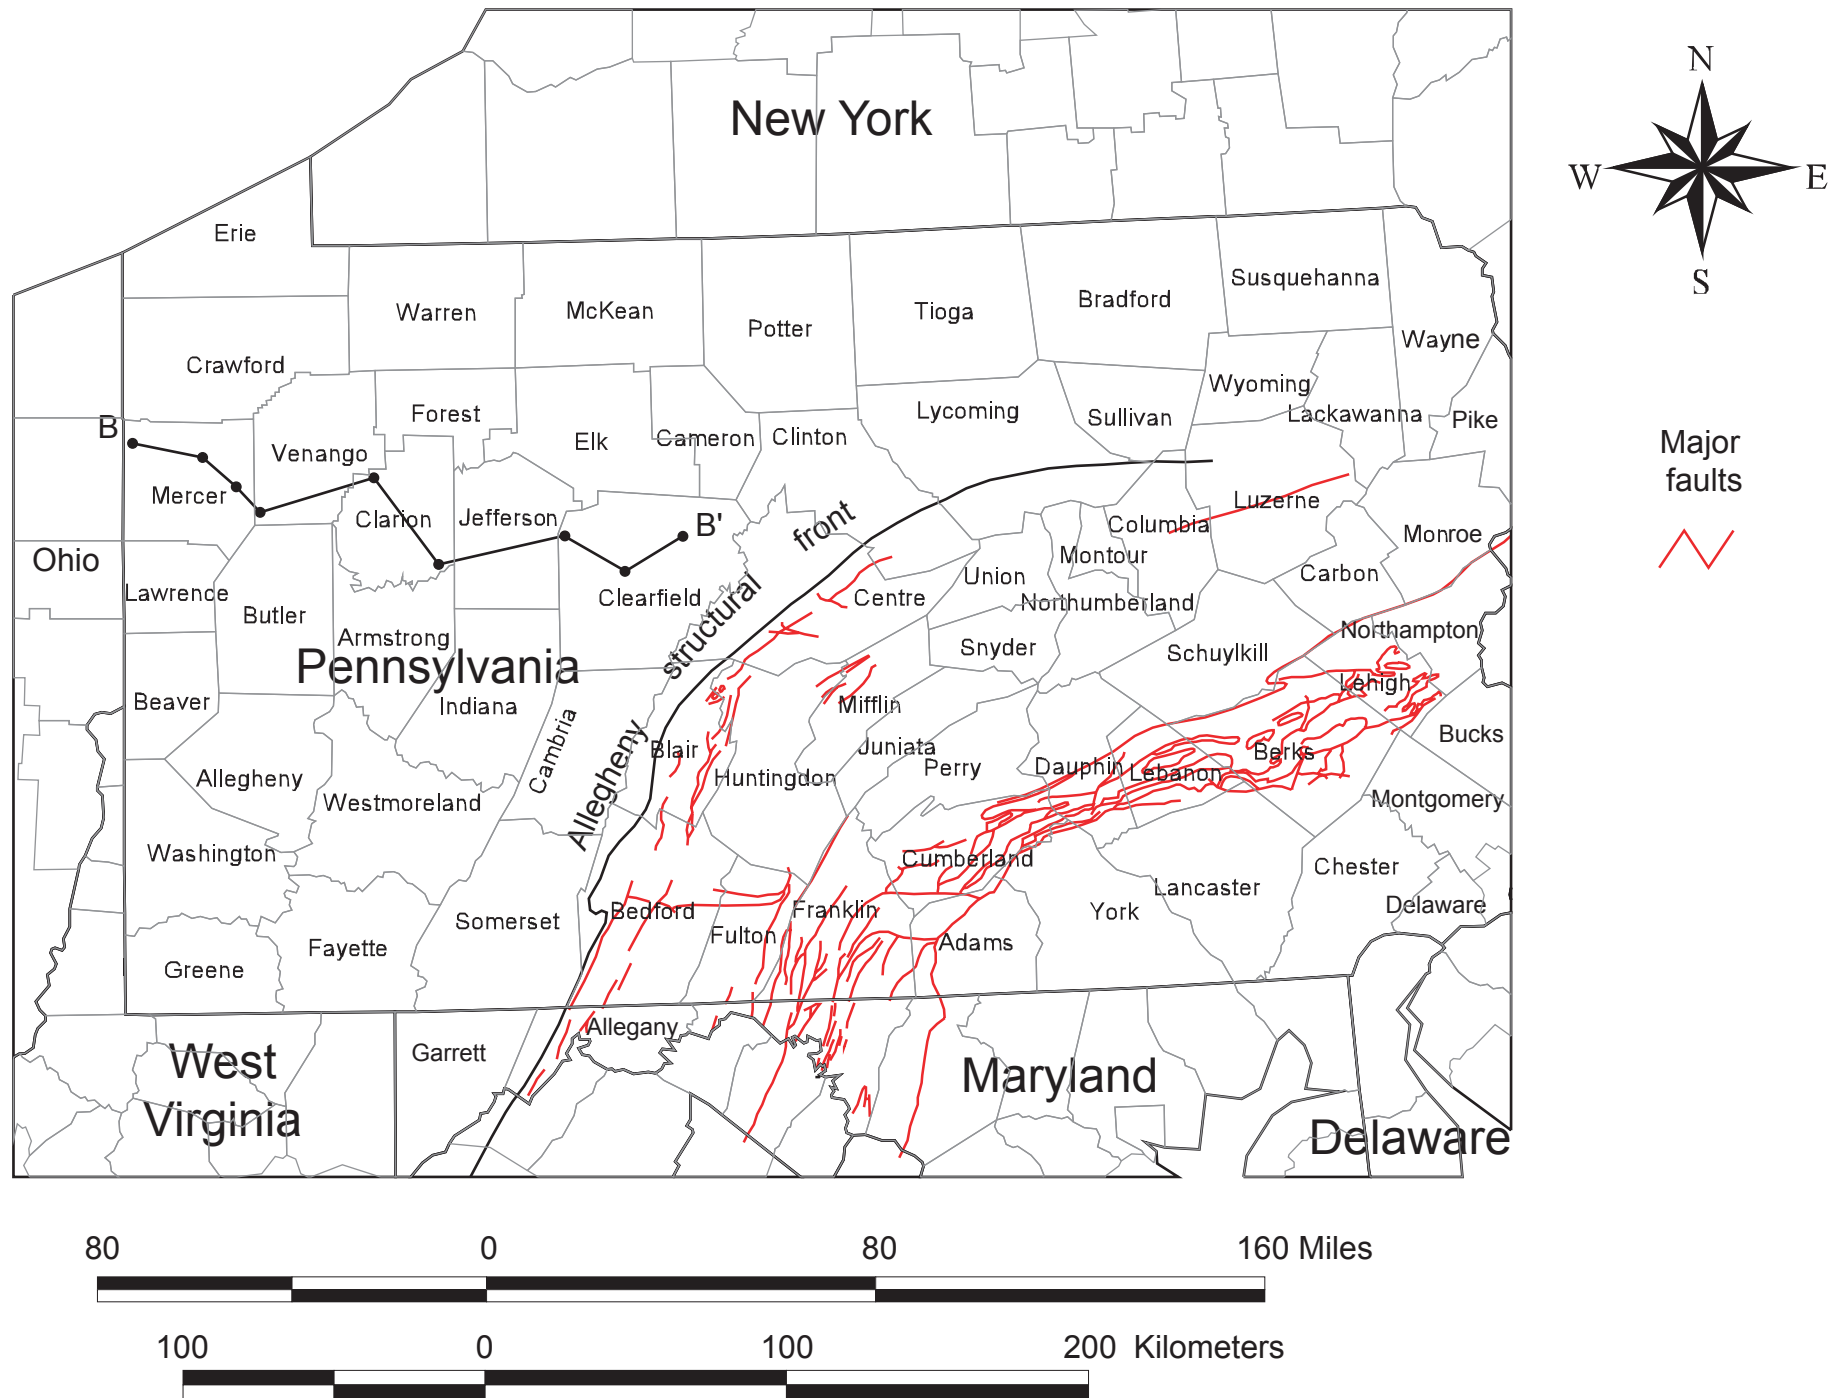 New York
N
W
E
S
Erie
Susquehanna
Bradford
Warren
McKean
Tioga
Potter
Wayne
Crawford
Wyoming
Forest
Lycoming
Sullivan
Lackawanna
Pike
B
Venango
Elk
Cameron
Clinton
Major
faults
Mercer
Luzerne
Clarion
Jefferson
B'
front
Columbia
Monroe
Ohio
Montour
Union
Carbon
Lawrence
Clearfield
Centre
Northumberland
Butler
structural
Armstrong
Snyder
Northampton
Pennsylvania
Schuylkill
Lehigh
Beaver
Indiana
Mifflin
Cambria
Blair
Juniata
Bucks
Allegheny
Allegheny
Huntingdon
Perry
Dauphin
Lebanon
Berks
Westmoreland
Montgomery
Washington
Cumberland
Chester
Lancaster
Somerset
Bedford
Franklin
York
Delaware
Fayette
Fulton
Adams
Greene
Allegany
Garrett
West
Virginia
Maryland
Delaware
80 0 80 160 Miles
100 0 100 200 Kilometers